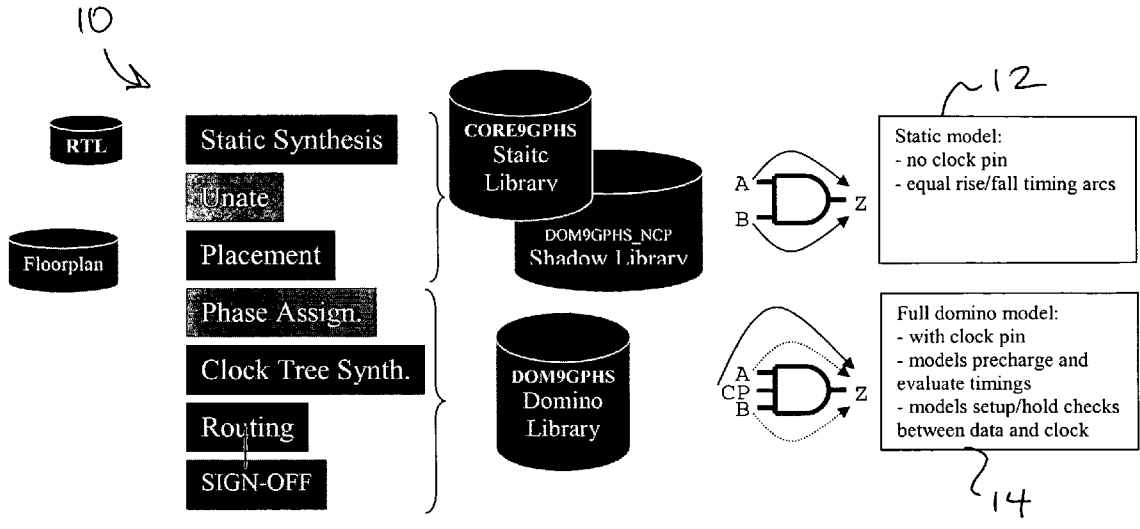 10
RTL
Floorplan
Static Synthesis
Unate
Placement
Phase Assign.
Clock Tree Synth.
Routing
SIGN-OFF
CORE9GPHS
Staitc
Library
DOM9GPHS_NCP
Shadow Library
DOM9GPHS
Domino
Library
A
B
Z
A
CP
B
Z
12
Static model:
- no clock pin
- equal rise/fall timing arcs
Full domino model:
- with clock pin
- models precharge and
evaluate timings
- models setup/hold checks
between data and clock
14